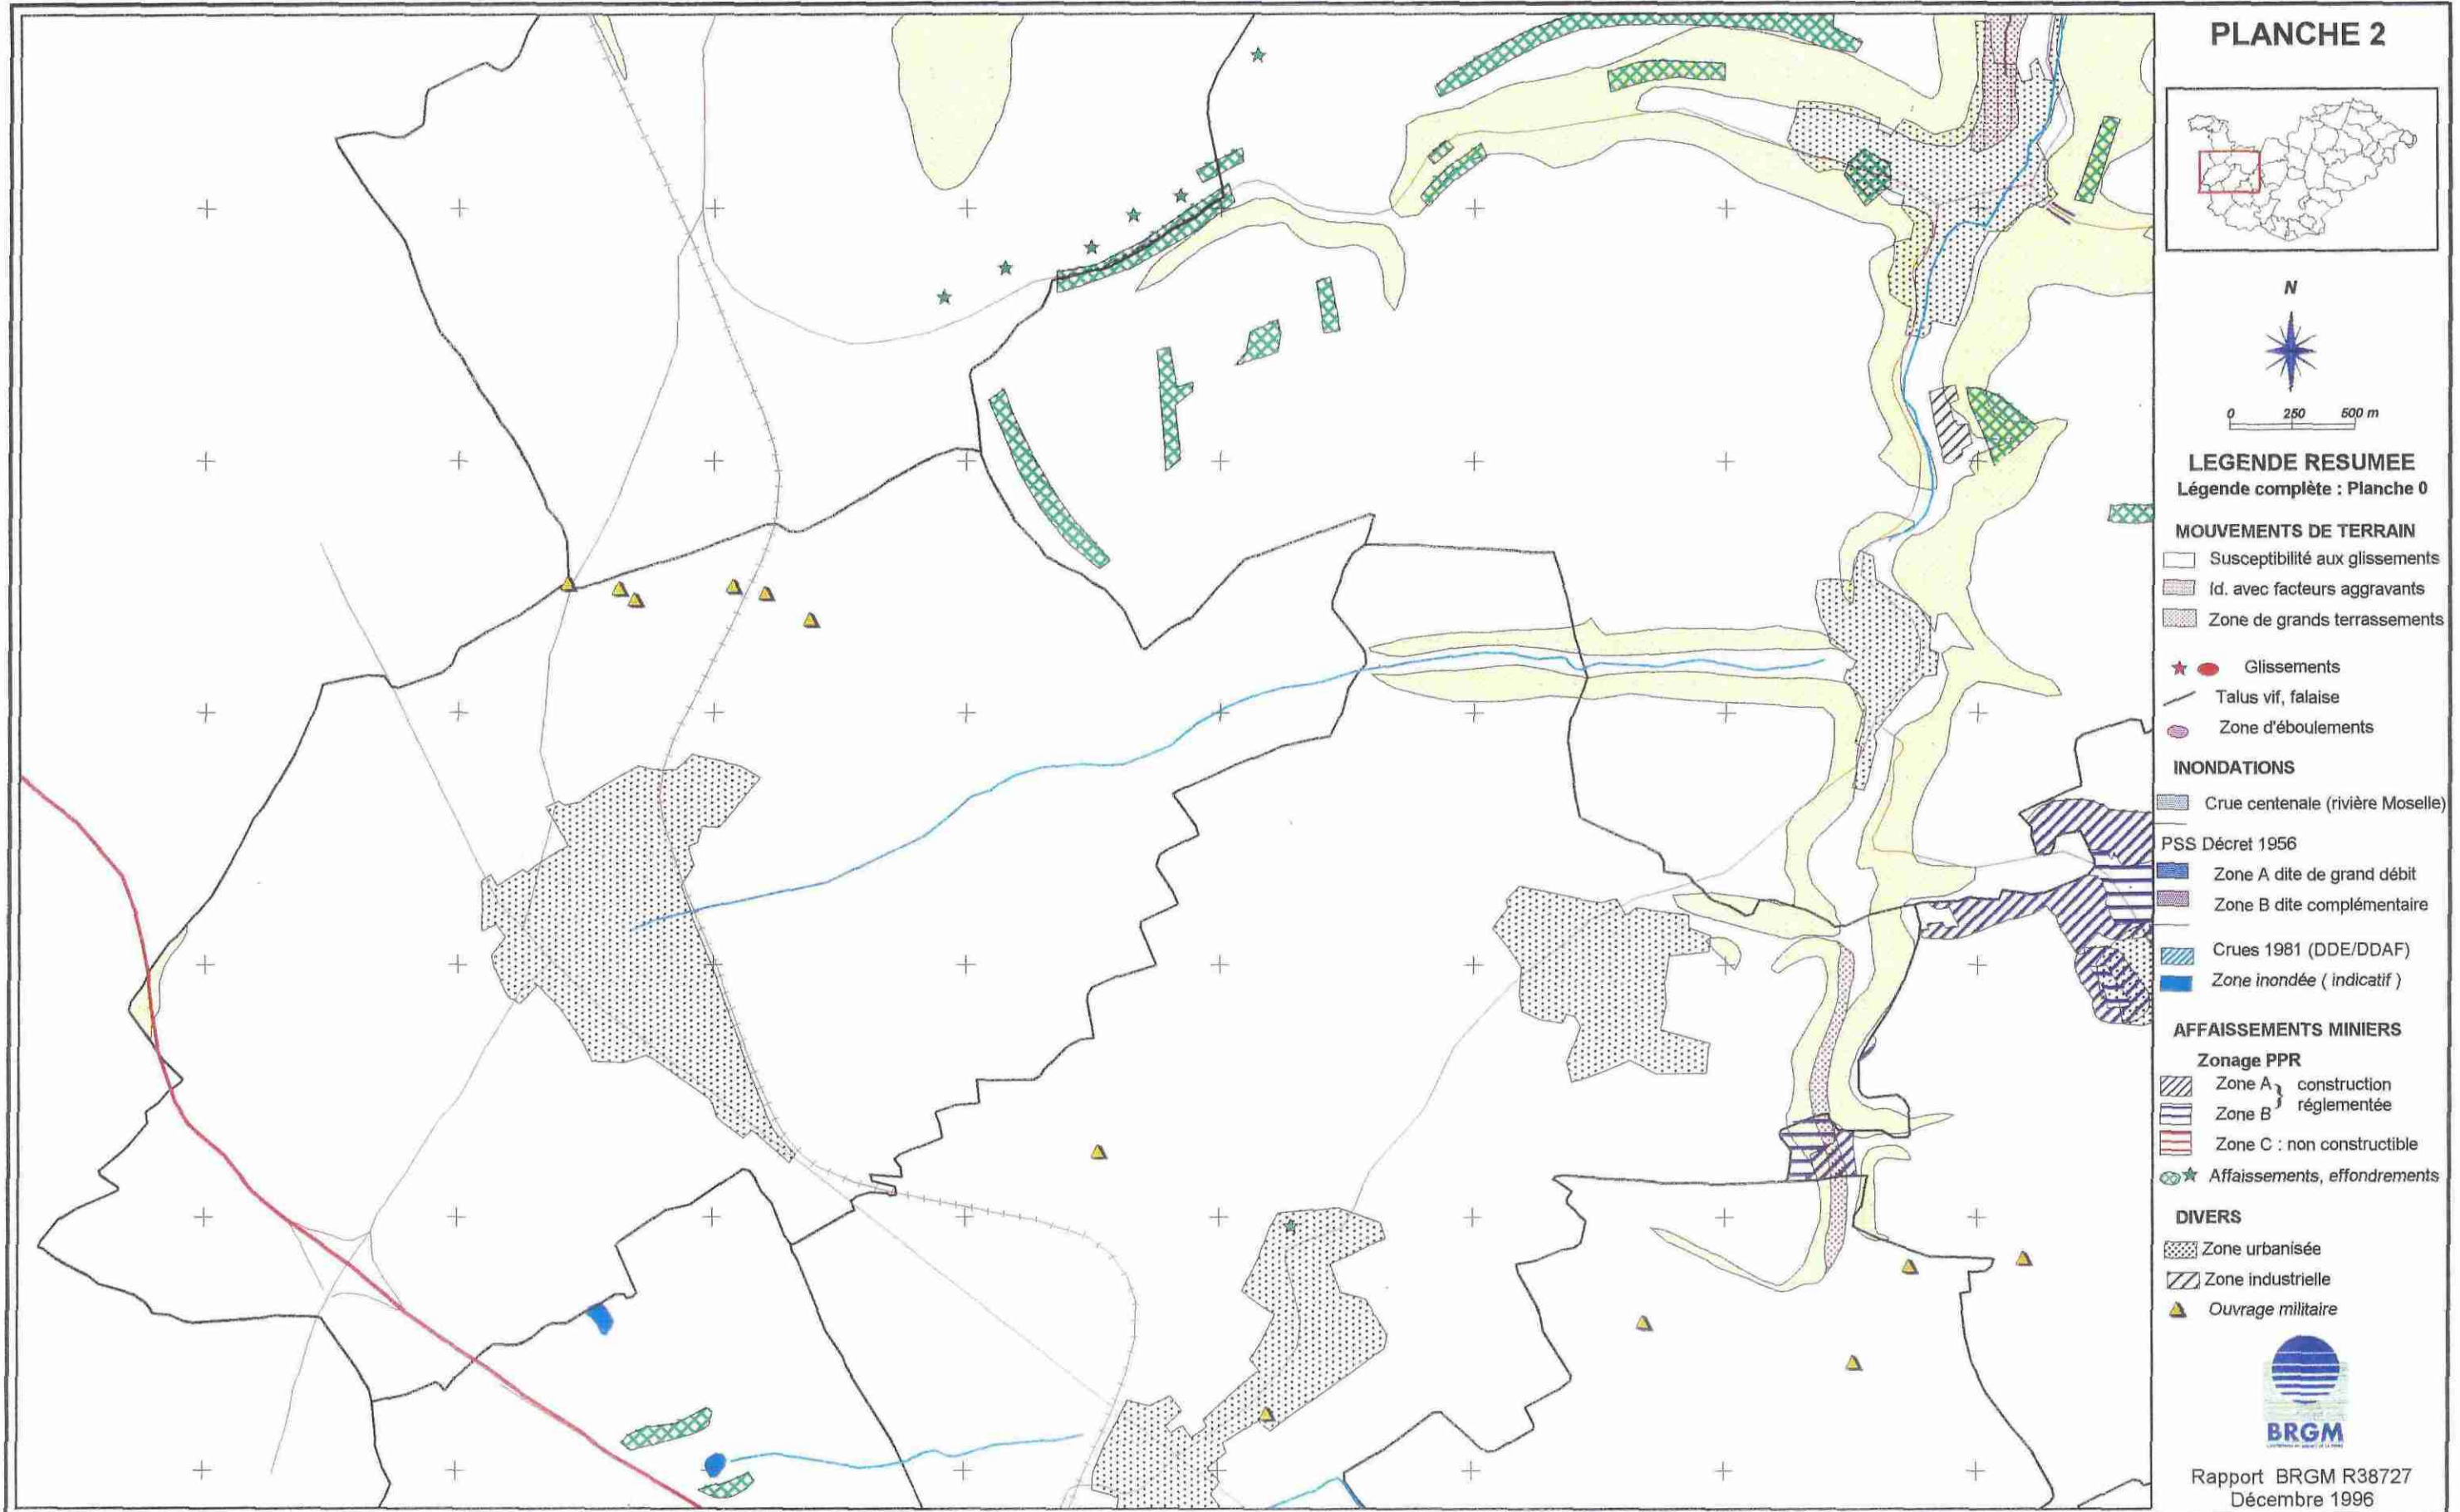 PLANCHE 2
N
0 250 500 m
LEGENDE RESUMEE
Légende complète : Planche 0
MOUVEMENTS DE TERRAIN
Susceptibilité aux glissements
Id. avec facteurs aggravants
Zone de grands terrassements
Glissements
Talus vif, falaise
Zone d'éboulements
INONDATIONS
Crue centenale (rivière Moselle)
PSS Décret 1956
Zone A dite de grand débit
Zone B dite complémentaire
Crues 1981 (DDE/DDAF)
Zone inondée ( indicatif )
AFFAISSEMENTS MINIERS
Zonage PPR
Zone A } construction
Zone B réglementée
Zone C : non constructible
Affaissements, effondrements
DIVERS
Zone urbanisée
Zone industrielle
Ouvrage militaire
BRGM
Rapport BRGM R38727
Décembre 1996